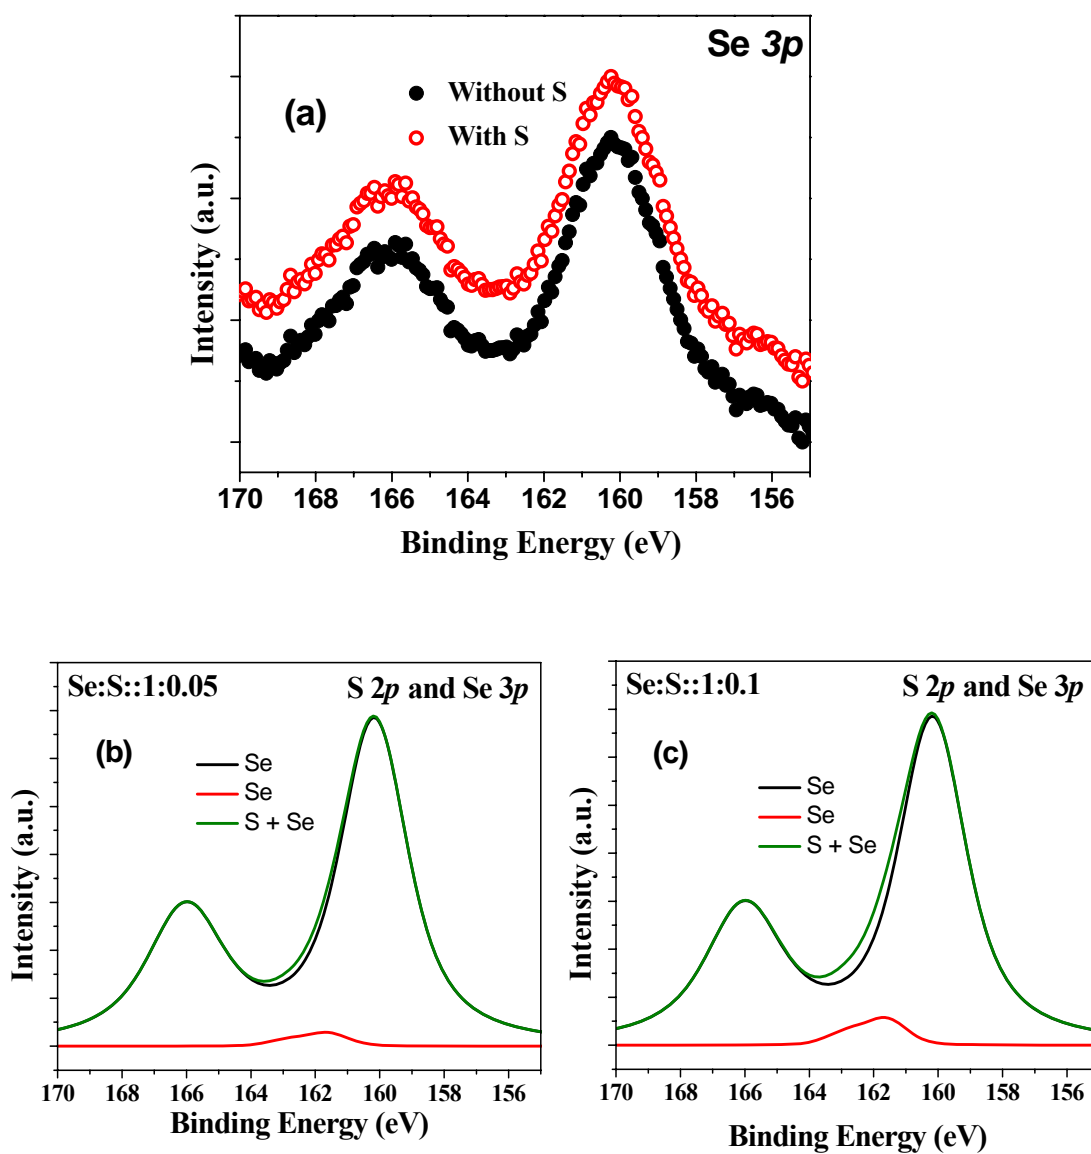 Se 3p
(a)
Without S
With S
Intensity (a.u.)
170 168 166 164 162 160 158 156
Binding Energy (eV)
Se:S::1:0.05
S 2p and Se 3p
(b)
Se
Se
S + Se
Intensity (a.u.)
170 168 166 164 162 160 158 156
Binding Energy (eV)
Se:S::1:0.1
S 2p and Se 3p
(c)
Se
Se
S + Se
Intensity (a.u.)
170 168 166 164 162 160 158 156
Binding Energy (eV)